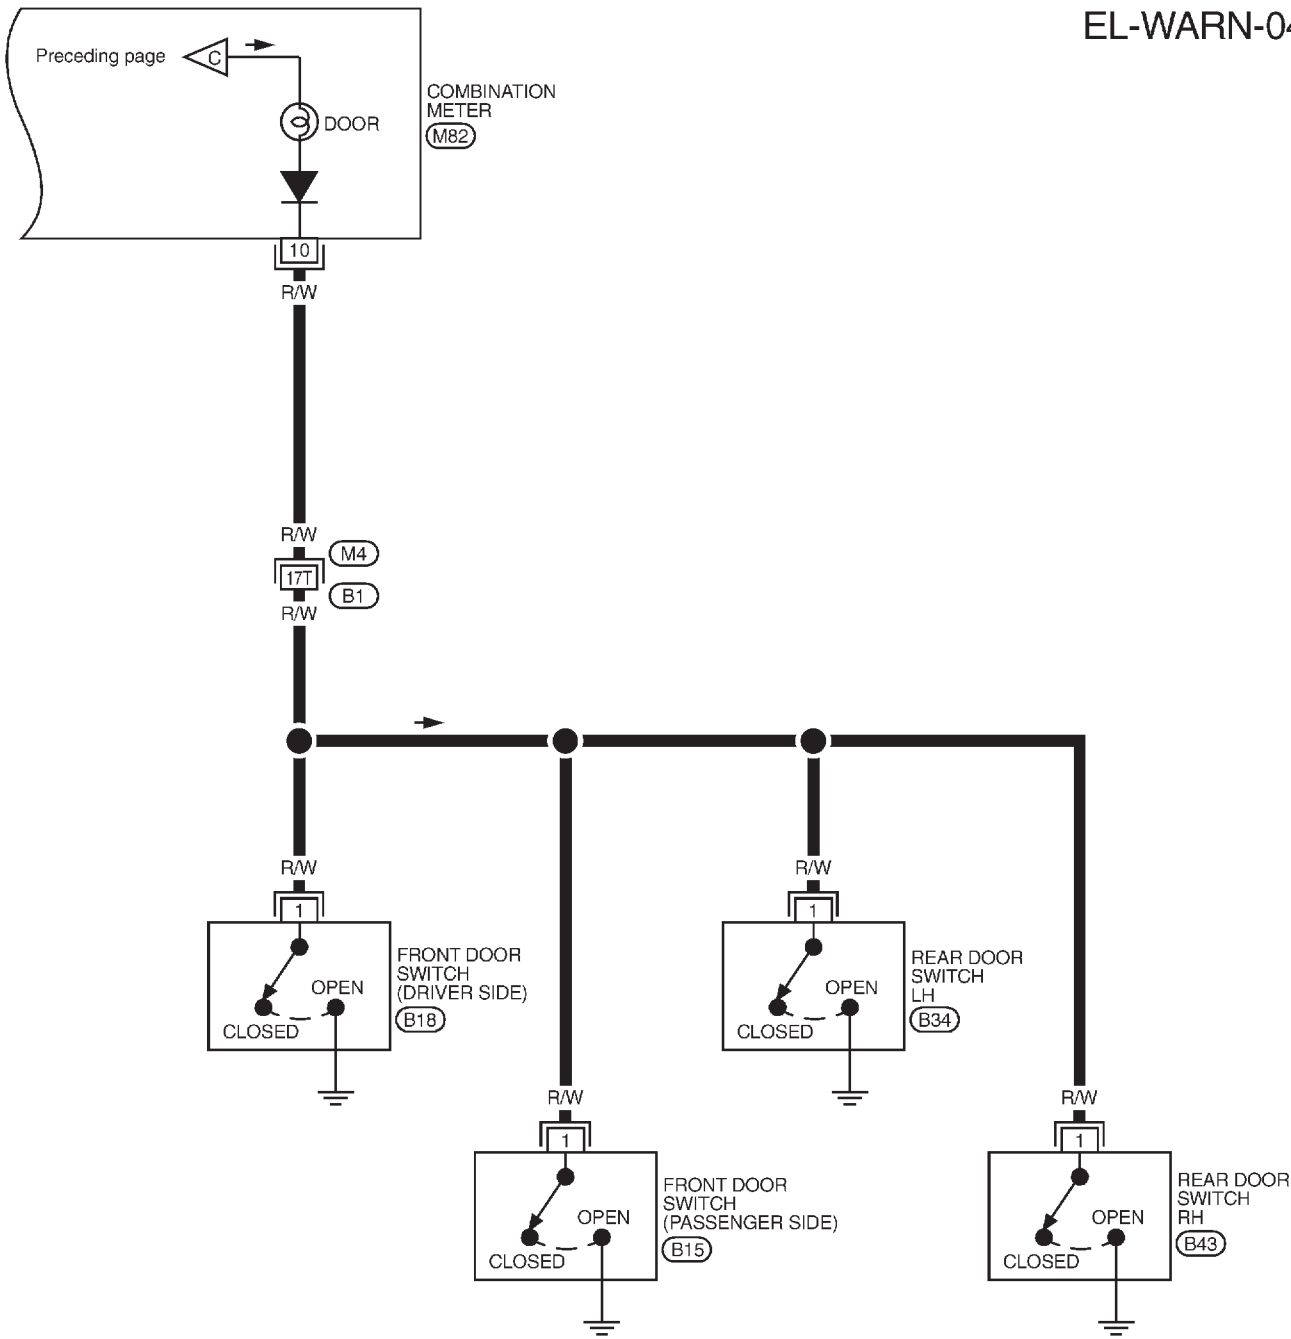 EL-WARN-04
Preceding page
C
DOOR
COMBINATION
METER
M82
10
R/W
R/W
M4
17T
B1
R/W
R/W
1
FRONT DOOR
SWITCH
(DRIVER SIDE)
B18
OPEN
CLOSED
R/W
1
REAR DOOR
SWITCH
LH
B34
OPEN
CLOSED
R/W
1
FRONT DOOR
SWITCH
(PASSENGER SIDE)
B15
OPEN
CLOSED
R/W
1
REAR DOOR
SWITCH
RH
B43
OPEN
CLOSED